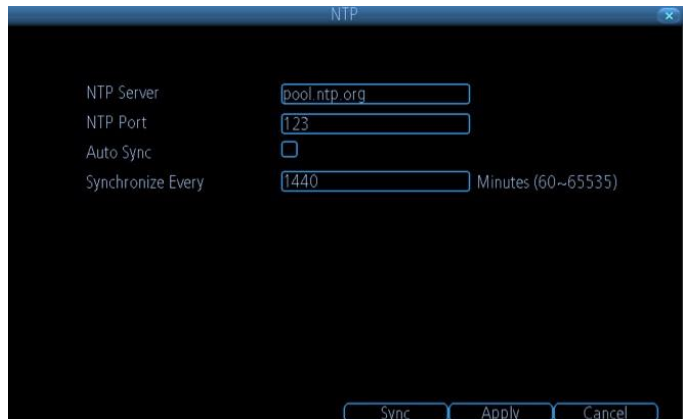 NTP
NTP Server pool.ntp.org
NTP Port 123
Auto Sync
Synchronize Every 1440 Minutes (60~65535)
Sync Apply Cancel